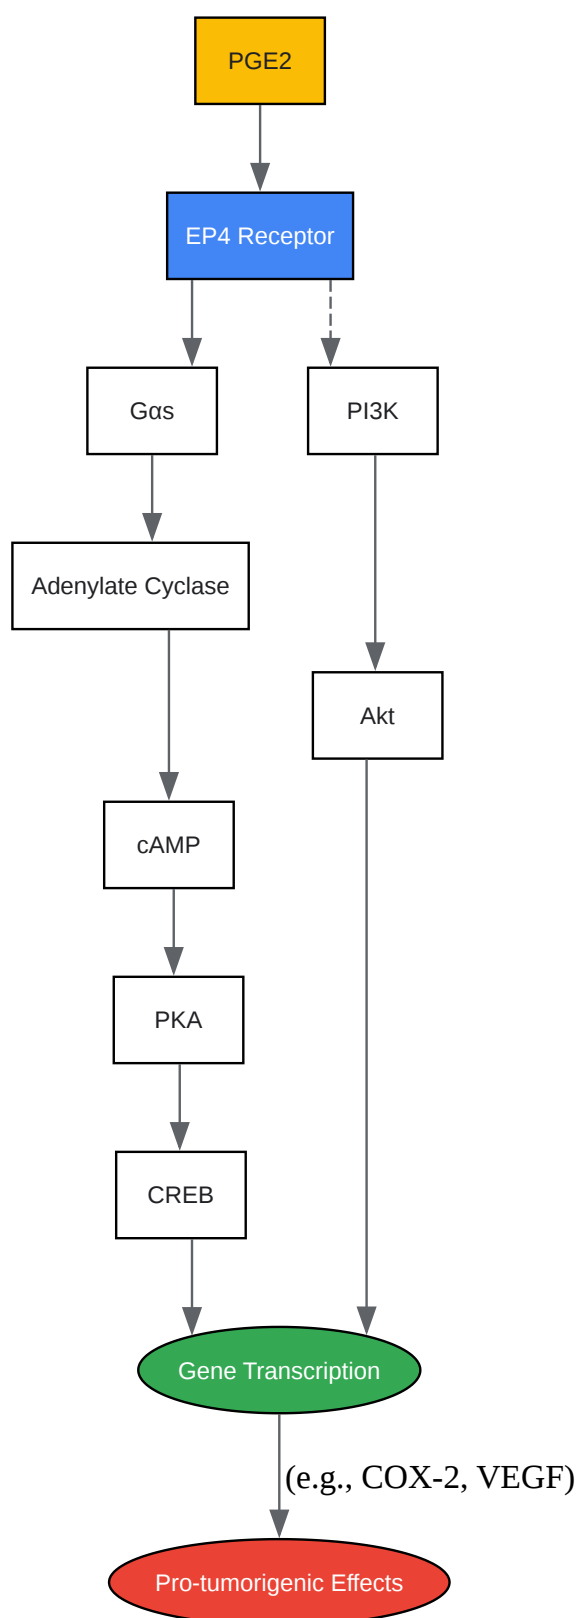 PGE2
EP4 Receptor
Gαs
PI3K
Adenylate Cyclase
Akt
cAMP
PKA
CREB
Gene Transcription
(e.g., COX-2, VEGF)
Pro-tumorigenic Effects